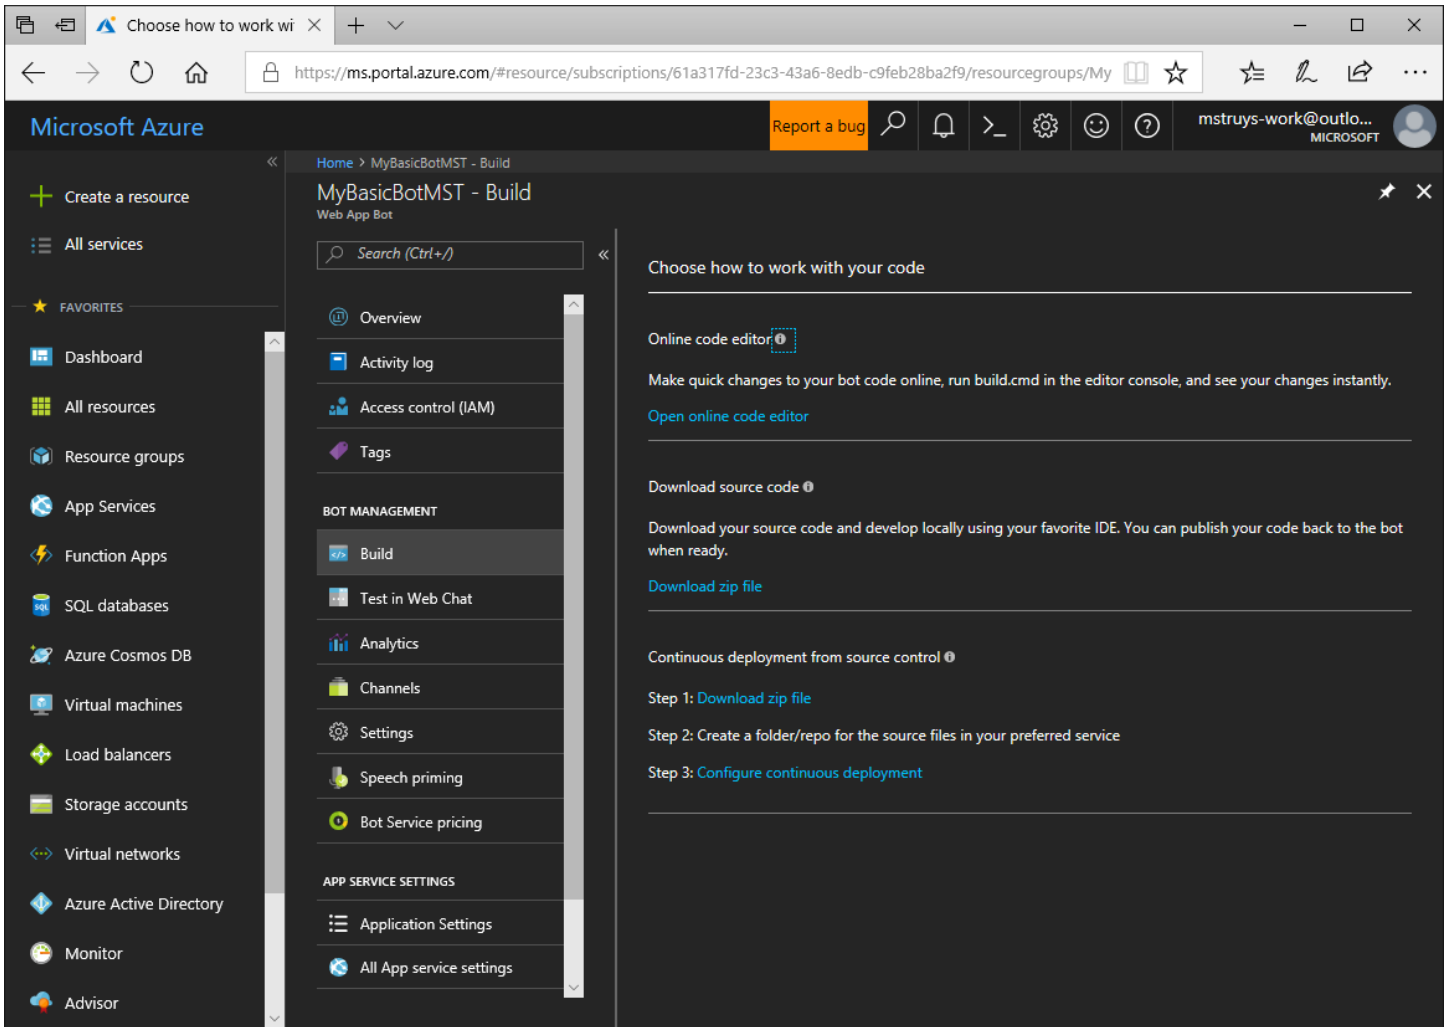 Choose how to work wi
https://ms.portal.azure.com/#resource/subscriptions/61a317fd-23c3-43a6-8edb-c9feb28ba2f9/resourcegroups/My
Microsoft Azure
Report a bug
mstruys-work@outlo...
MICROSOFT
Create a resource
All services
FAVORITES
Dashboard
All resources
Resource groups
App Services
Function Apps
SQL databases
Azure Cosmos DB
Virtual machines
Load balancers
Storage accounts
Virtual networks
Azure Active Directory
Monitor
Advisor
Home > MyBasicBotMST - Build
MyBasicBotMST - Build
Web App Bot
Search (Ctrl+/)
Overview
Activity log
Access control (IAM)
Tags
BOT MANAGEMENT
Build
Test in Web Chat
Analytics
Channels
Settings
Speech priming
Bot Service pricing
APP SERVICE SETTINGS
Application Settings
All App service settings
Choose how to work with your code
Online code editor
Make quick changes to your bot code online, run build.cmd in the editor console, and see your changes instantly.
Open online code editor
Download source code
Download your source code and develop locally using your favorite IDE. You can publish your code back to the bot
when ready.
Download zip file
Continuous deployment from source control
Step 1: Download zip file
Step 2: Create a folder/repo for the source files in your preferred service
Step 3: Configure continuous deployment